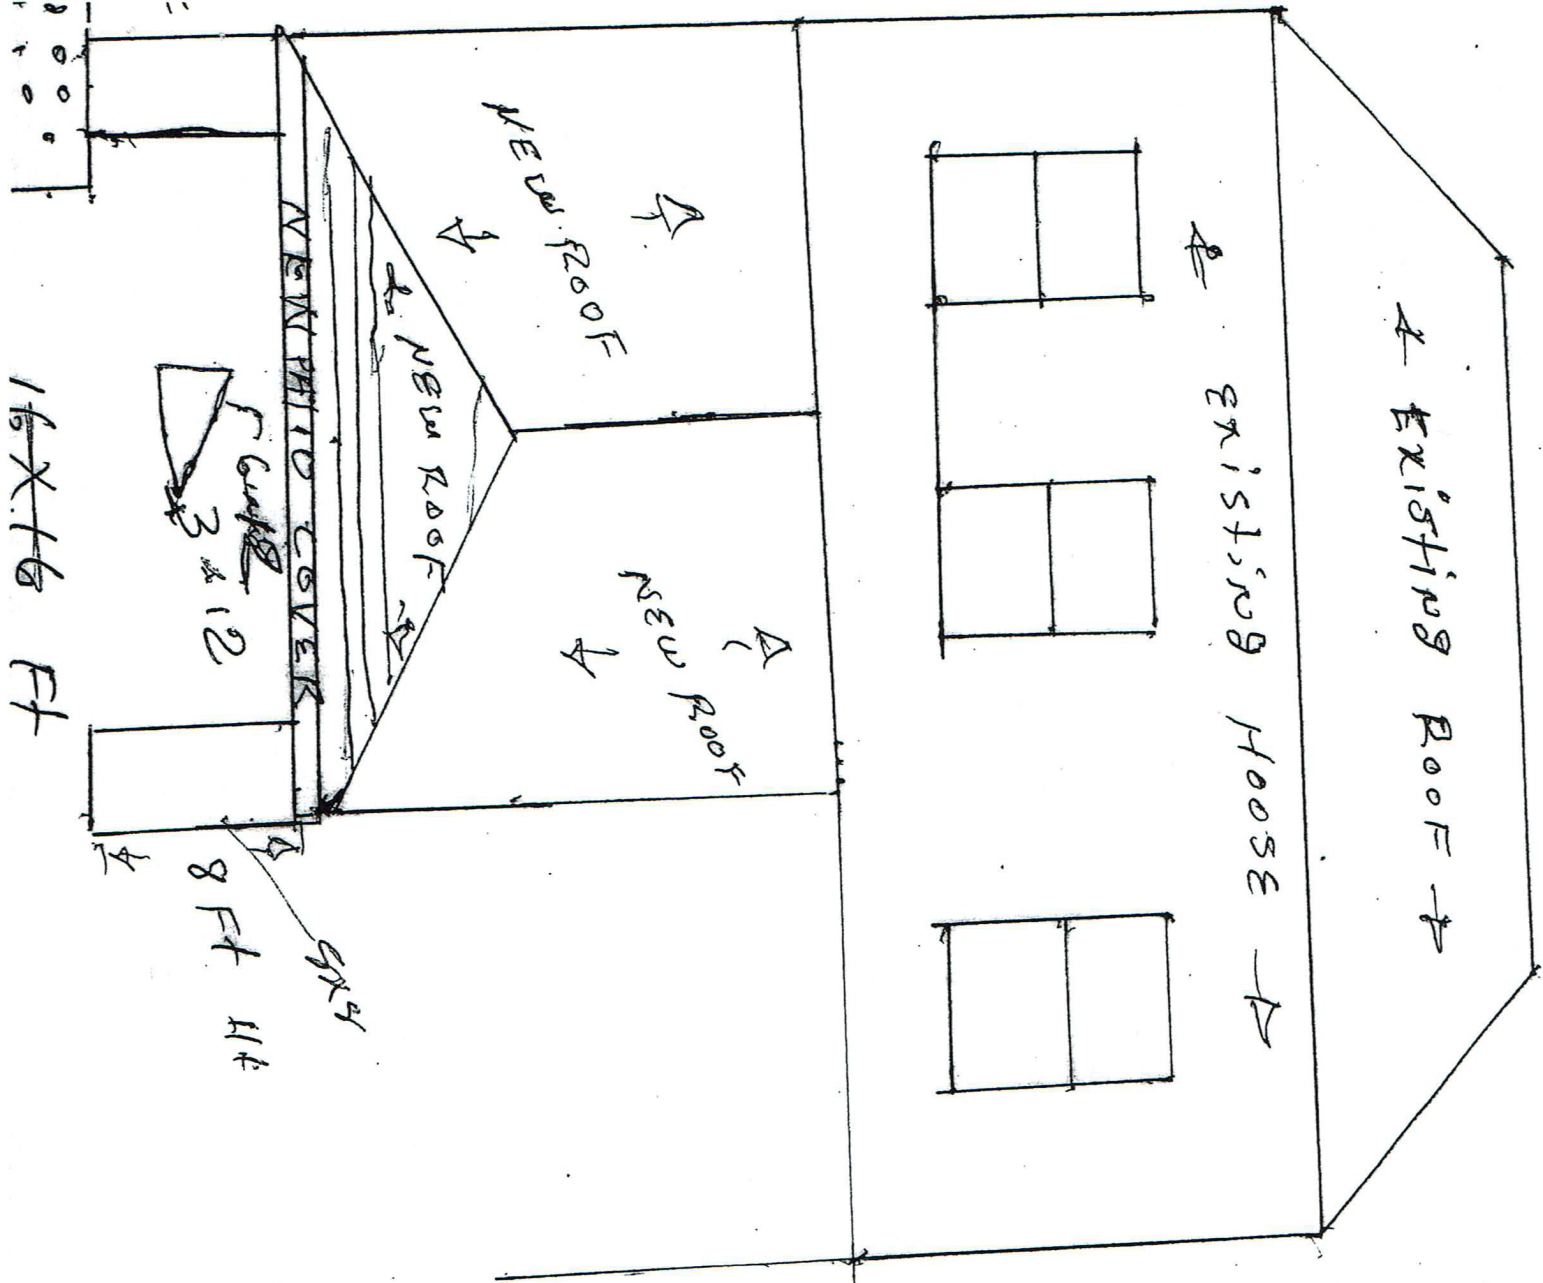 Existing ROOF
Existing HOUSE
NEW ROOF
NEW ROOF
NEW ROOF
NEW PATIO COVER
3 12
8 Ft Ht
16 X 16 Ft